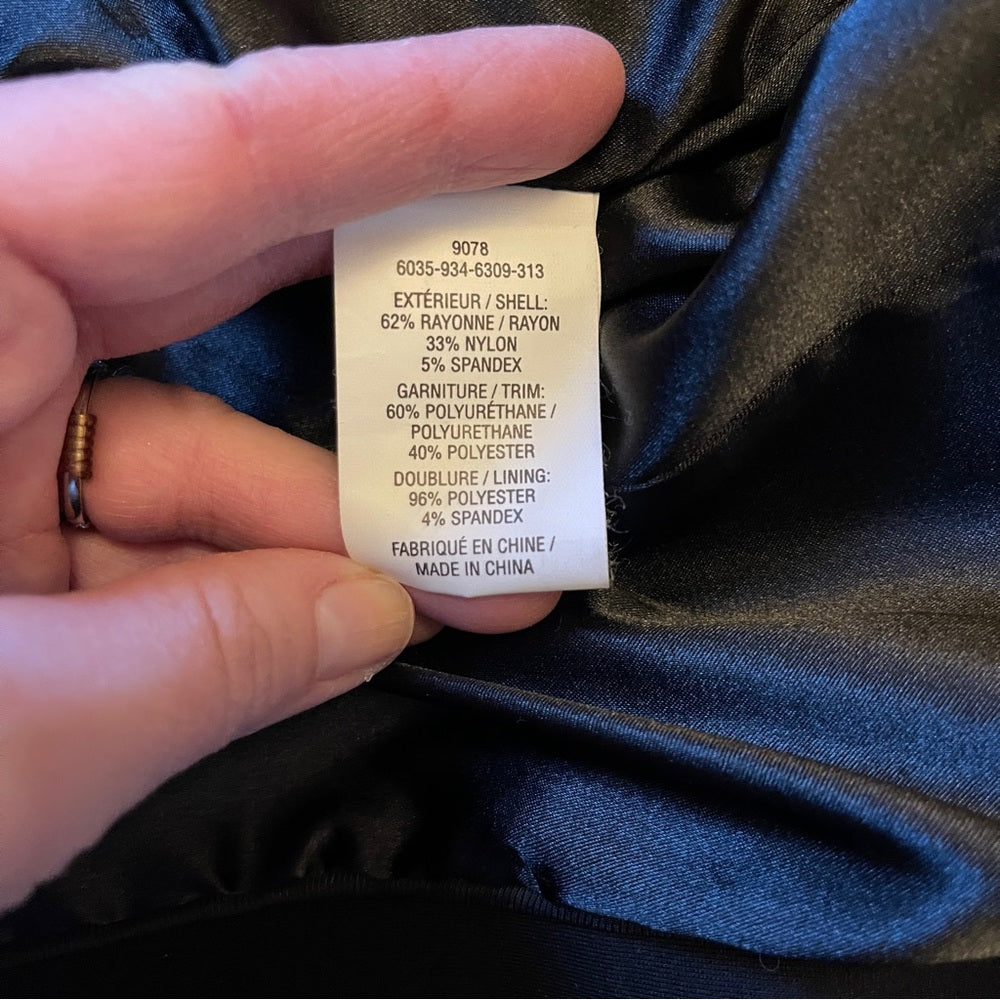 9078
6035-934-6309-313
EXTÉRIEUR / SHELL:
62% RAYONNE / RAYON
33% NYLON
5% SPANDEX
GARNITURE / TRIM:
60% POLYURÉTHANE /
POLYURETHANE
40% POLYESTER
DOUBLURE / LINING:
96% POLYESTER
4% SPANDEX
FABRIQUÉ EN CHINE /
MADE IN CHINA